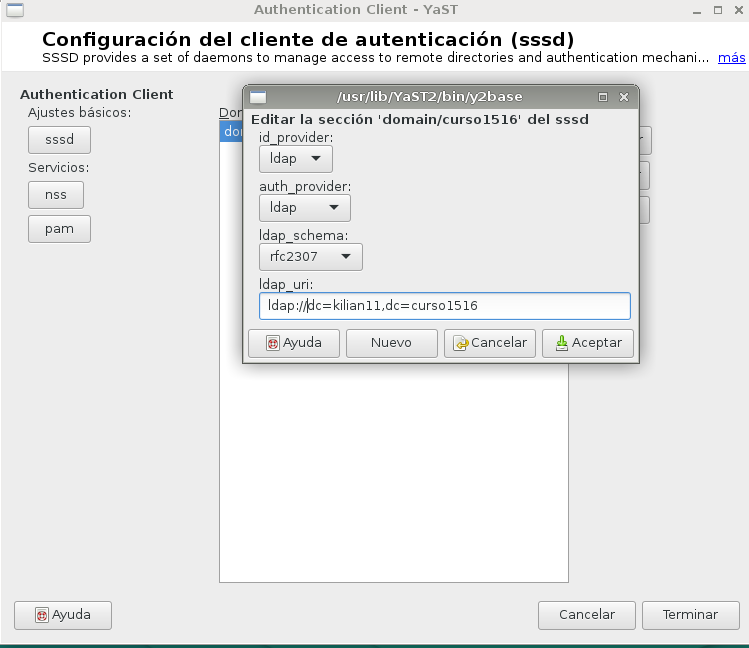 Authentication Client - YaST
Configuración del cliente de autenticación (sssd)
SSSD provides a set of daemons to manage access to remote directories and authentication mechani... más
Authentication Client
Ajustes básicos:
sssd
Servicios:
nss
pam
/usr/lib/YaST2/bin/y2base
Editar la sección 'domain/curso1516' del sssd
id_provider:
ldap
auth_provider:
ldap
ldap_schema:
rfc2307
ldap_uri:
ldap://dc=kilian11,dc=curso1516
Ayuda Nuevo Cancelar Aceptar
Ayuda Cancelar Terminar